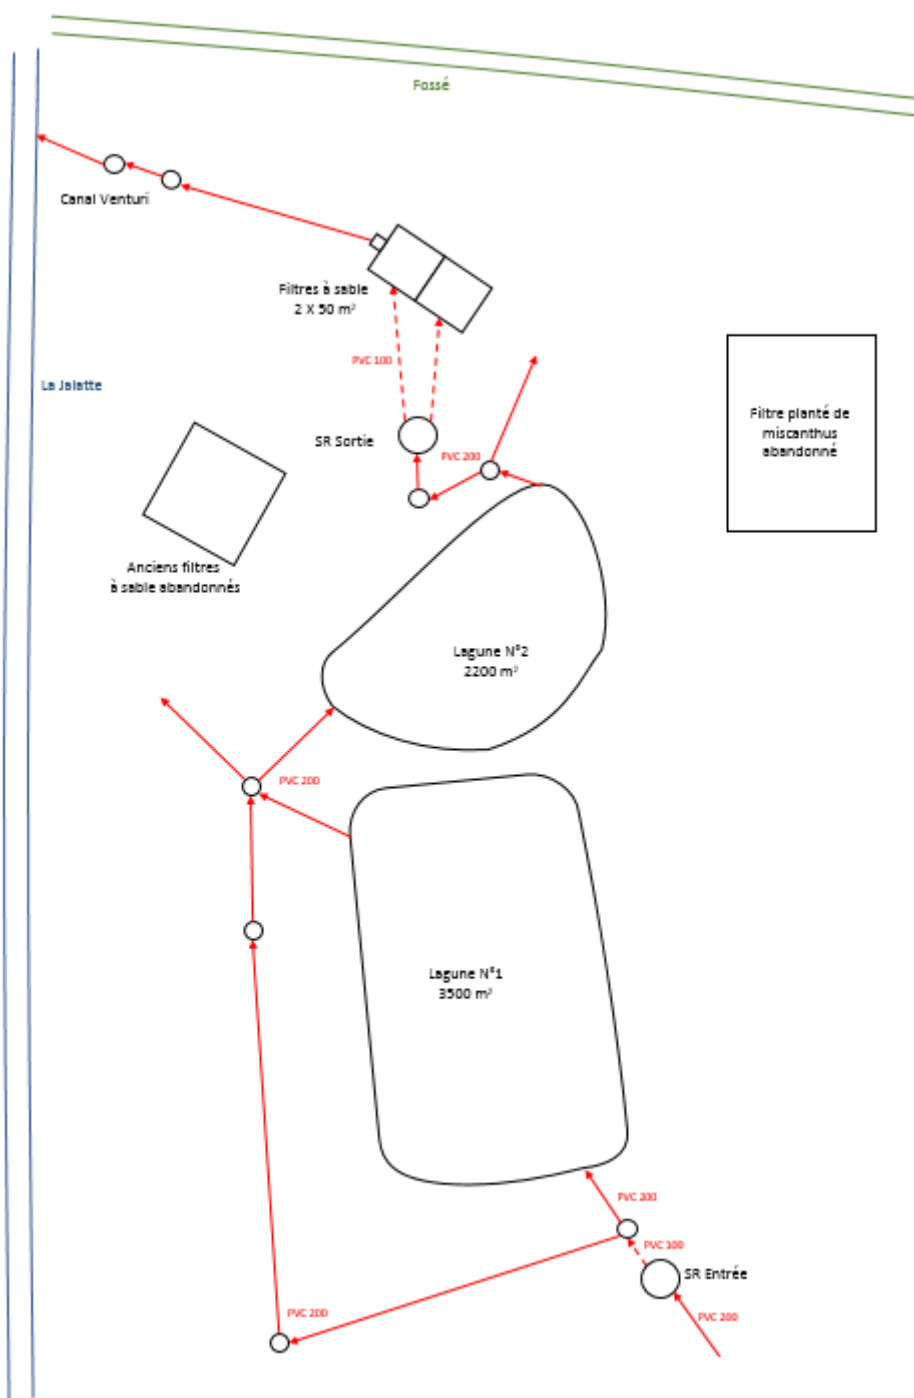 Fossé
Canal Venturi
Filtres à sable
2 X 50 m²
PVC 100
La Jalatte
SR Sortie
PVC 200
Filtre planté de
miscanthus
abandonné
Anciens filtres
à sable abandonnés
Lagune N°2
2200 m²
PVC 200
Lagune N°1
3500 m²
PVC 200
PVC 100
SR Entrée
PVC 200
PVC 200